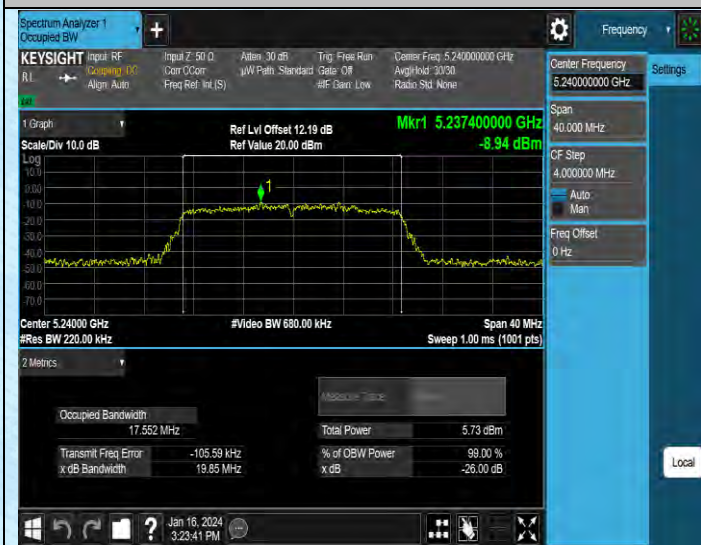 Spectrum Analyzer 1
Occupied BW
Frequency
KEYSIGHT
RL
Input: RF
Coupling: DC
Align: Auto
Input Z: 50 Ω
Corr CCorr
Freq Ref: Int (S)
Atten: 30 dB
µW Path: Standard
Trig: Free Run
Gate: Off
#IF Gain: Low
Center Freq: 5.240000000 GHz
Avg|Hold: 30/30
Radio Std: None
Center Frequency
5.240000000 GHz
Settings
Span
40.000 MHz
CF Step
4.000000 MHz
Auto
Man
Freq Offset
0 Hz
1 Graph
Scale/Div 10.0 dB
Ref Lvl Offset 12.19 dB
Ref Value 20.00 dBm
Mkr1 5.237400000 GHz
-8.94 dBm
Log
10.0
0.00
-10.0
-20.0
-30.0
-40.0
-50.0
-60.0
-70.0
1
Center 5.24000 GHz
#Res BW 220.00 kHz
#Video BW 680.00 kHz
Span 40 MHz
Sweep 1.00 ms (1001 pts)
2 Metrics
Measure Trace
Occupied Bandwidth
17.552 MHz
Total Power 5.73 dBm
Transmit Freq Error -105.59 kHz
% of OBW Power 99.00 %
x dB Bandwidth 19.85 MHz
x dB -26.00 dB
Local
?
Jan 16, 2024
3:23:41 PM